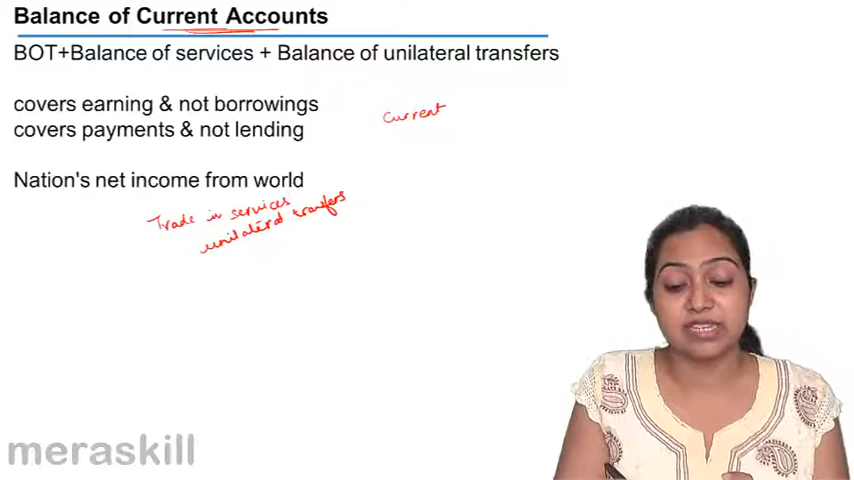 Balance of Current Accounts
BOT+Balance of services + Balance of unilateral transfers
covers earning & not borrowings
current
covers payments & not lending
Nation's net income from world
Trade in services
unilateral transfers
meraskill